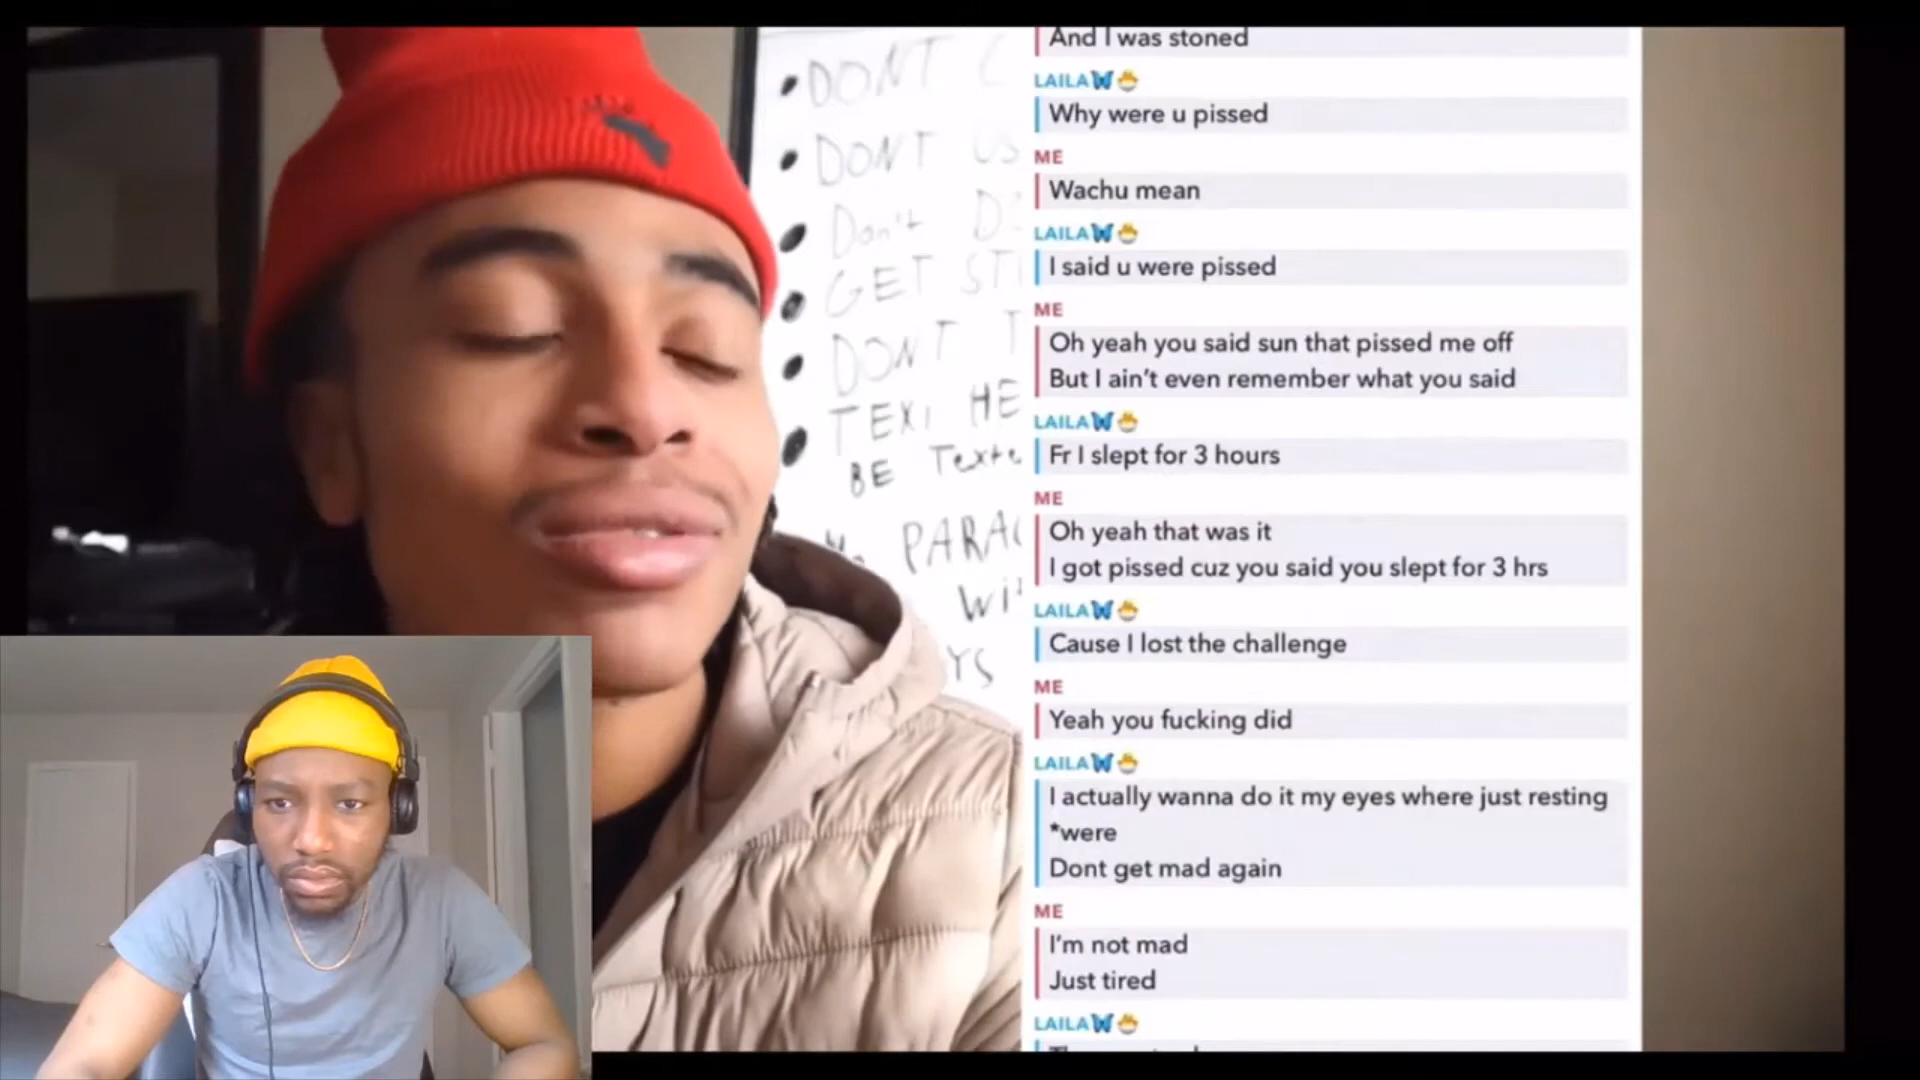 DONT
DONT US
Don't
GET
DONT T
TEXT HE
BE Texte
PARAG
Wi
YS
And I was stoned
LAILA🦋🐣
Why were u pissed
ME
Wachu mean
LAILA🦋🐣
I said u were pissed
ME
Oh yeah you said sun that pissed me off
But I ain't even remember what you said
LAILA🦋🐣
Fr I slept for 3 hours
ME
Oh yeah that was it
I got pissed cuz you said you slept for 3 hrs
LAILA🦋🐣
Cause I lost the challenge
ME
Yeah you fucking did
LAILA🦋🐣
I actually wanna do it my eyes where just resting
*were
Dont get mad again
ME
I'm not mad
Just tired
LAILA🦋🐣